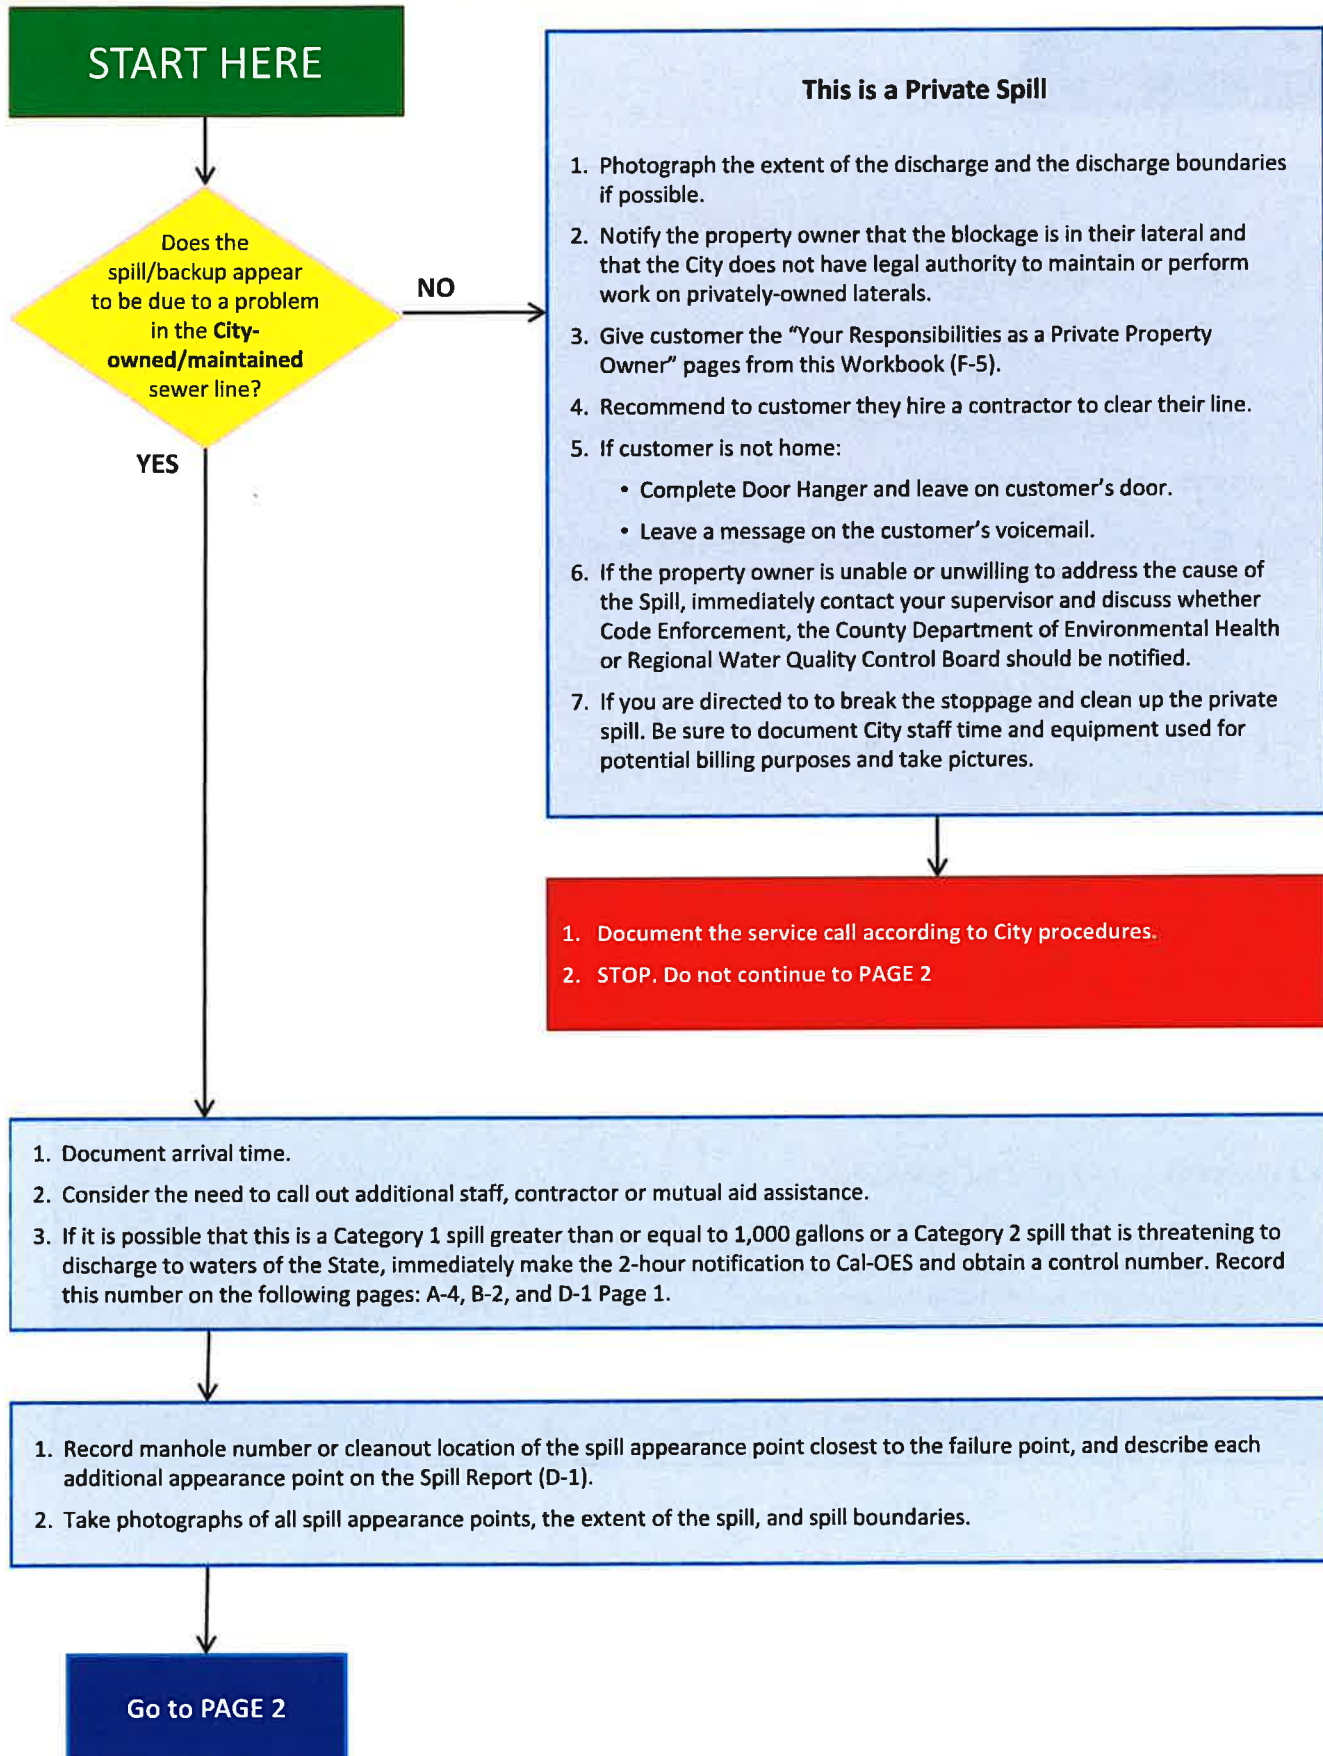 START HERE
Does the
spill/backup appear
to be due to a problem
in the City-
owned/maintained
sewer line?
NO
YES
This is a Private Spill
1. Photograph the extent of the discharge and the discharge boundaries
if possible.
2. Notify the property owner that the blockage is in their lateral and
that the City does not have legal authority to maintain or perform
work on privately-owned laterals.
3. Give customer the “Your Responsibilities as a Private Property
Owner” pages from this Workbook (F-5).
4. Recommend to customer they hire a contractor to clear their line.
5. If customer is not home:
• Complete Door Hanger and leave on customer’s door.
• Leave a message on the customer’s voicemail.
6. If the property owner is unable or unwilling to address the cause of
the Spill, immediately contact your supervisor and discuss whether
Code Enforcement, the County Department of Environmental Health
or Regional Water Quality Control Board should be notified.
7. If you are directed to to break the stoppage and clean up the private
spill. Be sure to document City staff time and equipment used for
potential billing purposes and take pictures.
1. Document the service call according to City procedures.
2. STOP. Do not continue to PAGE 2
1. Document arrival time.
2. Consider the need to call out additional staff, contractor or mutual aid assistance.
3. If it is possible that this is a Category 1 spill greater than or equal to 1,000 gallons or a Category 2 spill that is threatening to
discharge to waters of the State, immediately make the 2-hour notification to Cal-OES and obtain a control number. Record
this number on the following pages: A-4, B-2, and D-1 Page 1.
1. Record manhole number or cleanout location of the spill appearance point closest to the failure point, and describe each
additional appearance point on the Spill Report (D-1).
2. Take photographs of all spill appearance points, the extent of the spill, and spill boundaries.
Go to PAGE 2